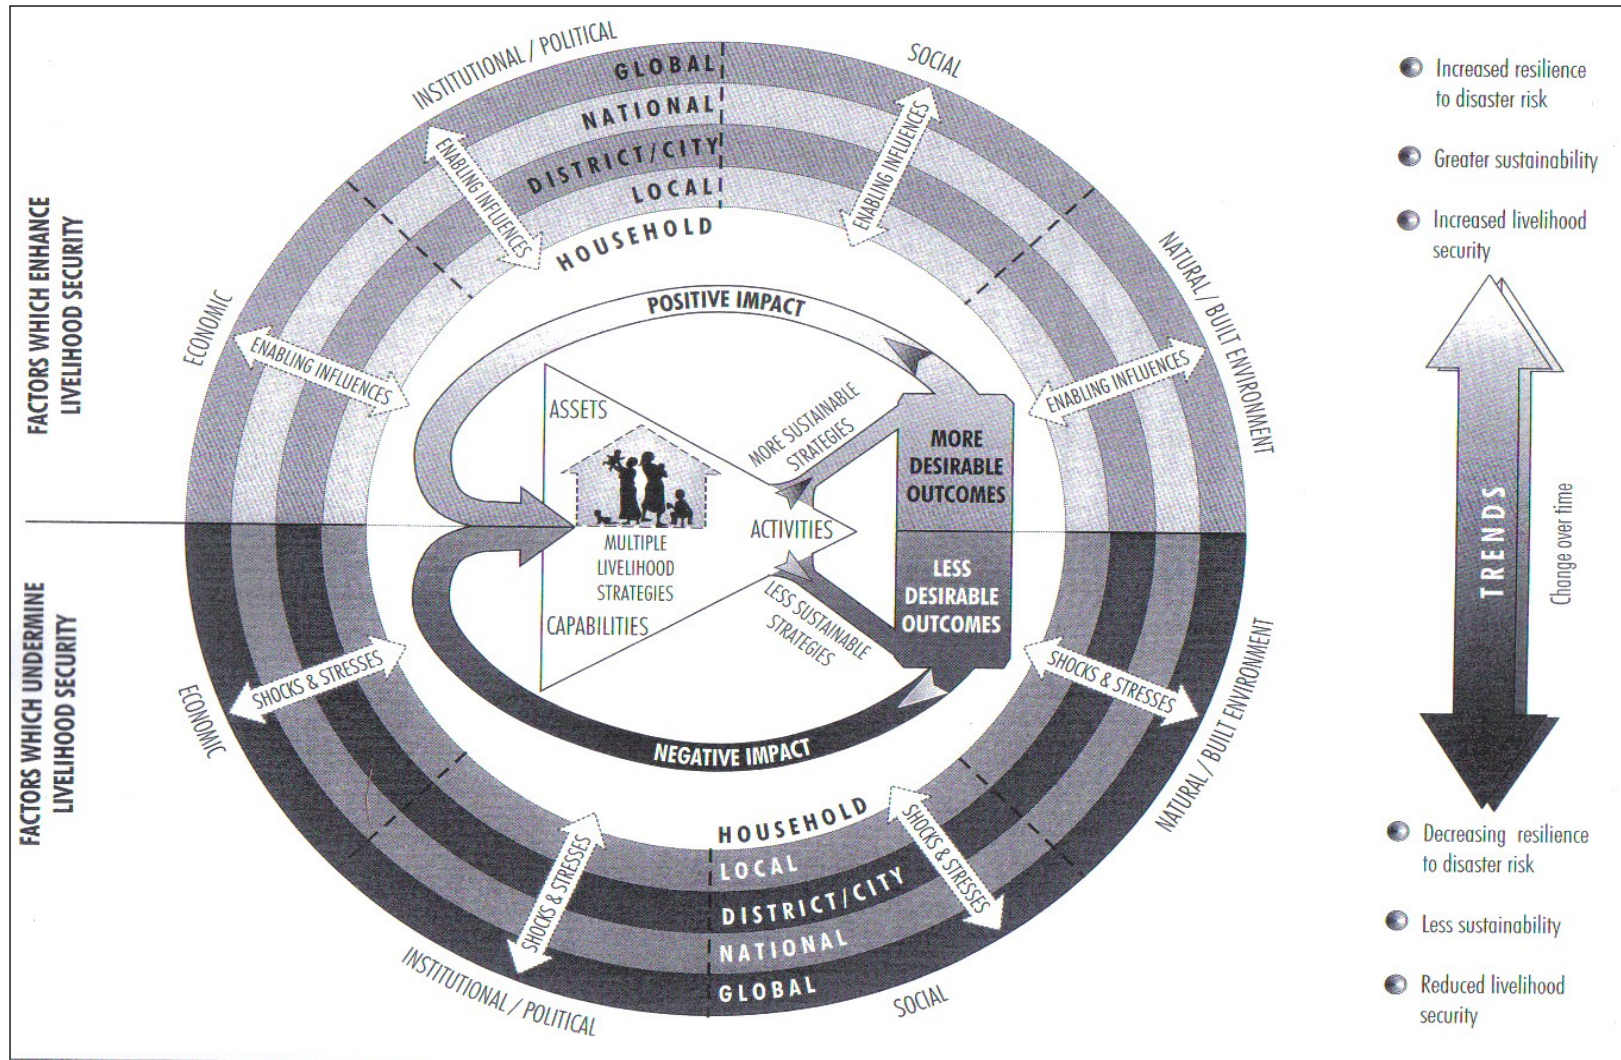 INSTITUTIONAL / POLITICAL
SOCIAL
ECONOMIC
NATURAL / BUILT ENVIRONMENT
FACTORS WHICH ENHANCE
LIVELIHOOD SECURITY
GLOBAL
NATIONAL
DISTRICT/CITY
LOCAL
HOUSEHOLD
ENABLING INFLUENCES
ENABLING INFLUENCES
ENABLING INFLUENCES
ENABLING INFLUENCES
POSITIVE IMPACT
ASSETS
MORE SUSTAINABLE
STRATEGIES
MORE
DESIRABLE
OUTCOMES
ACTIVITIES
MULTIPLE
LIVELIHOOD
STRATEGIES
CAPABILITIES
LESS SUSTAINABLE
STRATEGIES
LESS
DESIRABLE
OUTCOMES
NEGATIVE IMPACT
FACTORS WHICH UNDERMINE
LIVELIHOOD SECURITY
SHOCKS & STRESSES
SHOCKS & STRESSES
SHOCKS & STRESSES
SHOCKS & STRESSES
HOUSEHOLD
LOCAL
DISTRICT/CITY
NATIONAL
GLOBAL
ECONOMIC
INSTITUTIONAL / POLITICAL
SOCIAL
NATURAL / BUILT ENVIRONMENT
Increased resilience
to disaster risk
Greater sustainability
Increased livelihood
security
TRENDS
Change over time
Decreasing resilience
to disaster risk
Less sustainability
Reduced livelihood
security